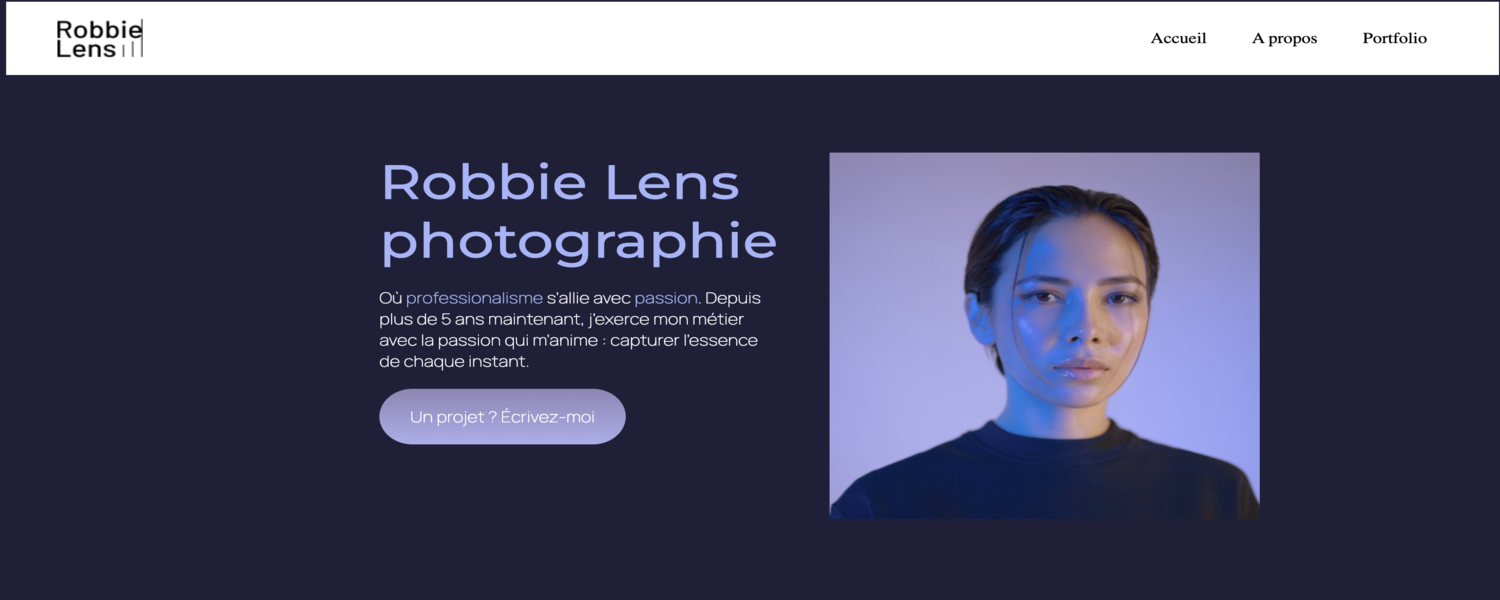 Robbie
Lens
Accueil
A propos
Portfolio
Robbie Lens
photographie
Où professionalisme s'allie avec passion. Depuis
plus de 5 ans maintenant, j'exerce mon métier
avec la passion qui m'anime : capturer l'essence
de chaque instant.
Un projet ? Écrivez-moi